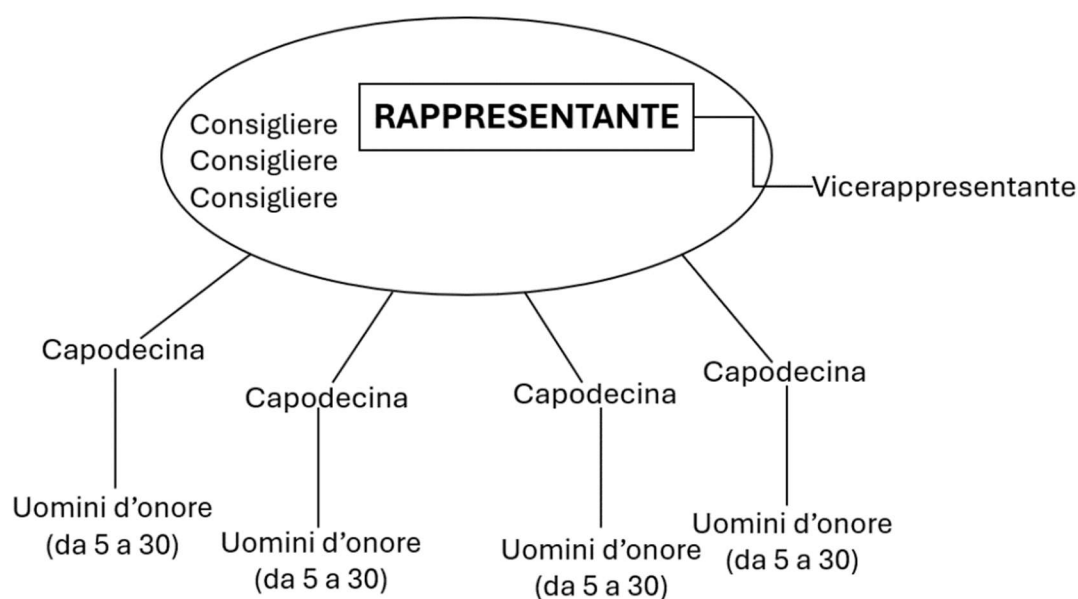 RAPPRESENTANTE
Consigliere
Consigliere
Consigliere
Vicerappresentante
Capodecina
Capodecina
Capodecina
Capodecina
Uomini d’onore
(da 5 a 30)
Uomini d’onore
(da 5 a 30)
Uomini d’onore
(da 5 a 30)
Uomini d’onore
(da 5 a 30)